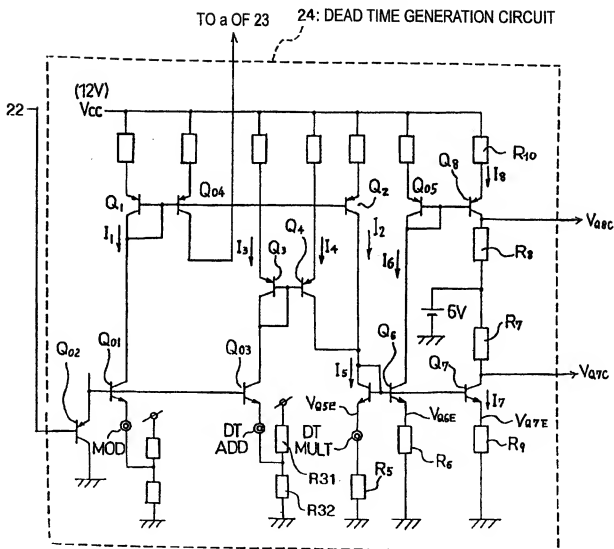 TO a OF 23
24: DEAD TIME GENERATION CIRCUIT
22
(12V)
Vcc
R10
Q1
Q04
Q2
Q05
Q8
I8
VQ8C
I1
I3
Q3
Q4
I4
I2
I6
R8
6V
R7
Q02
Q01
Q03
I5
Q6
Q7
VQ7C
I7
VQ5E
VQ6E
VQ7E
MOD
DT
ADD
R31
DT
MULT
R5
R6
R9
R32